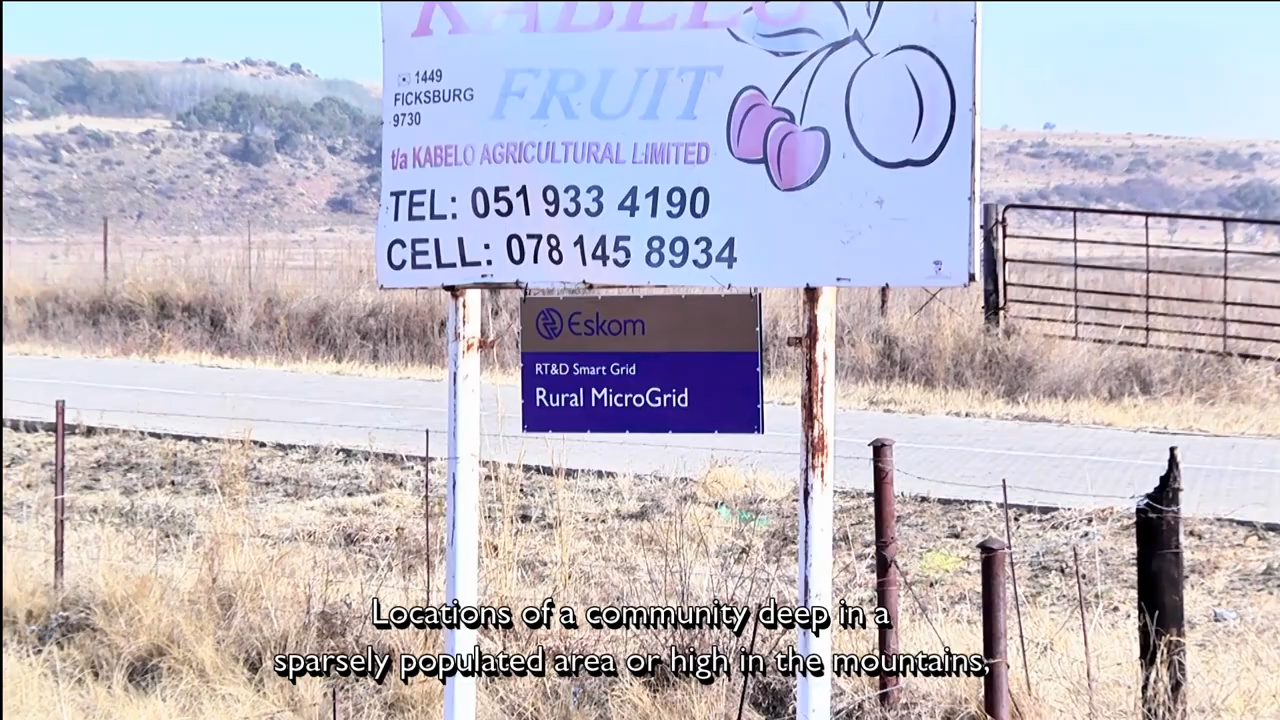 KABELO
FRUIT
1449
FICKSBURG
9730
t/a KABELO AGRICULTURAL LIMITED
TEL: 051 933 4190
CELL: 078 145 8934
Eskom
RT&D Smart Grid
Rural MicroGrid
Locations of a community deep in a
sparsely populated area or high in the mountains,